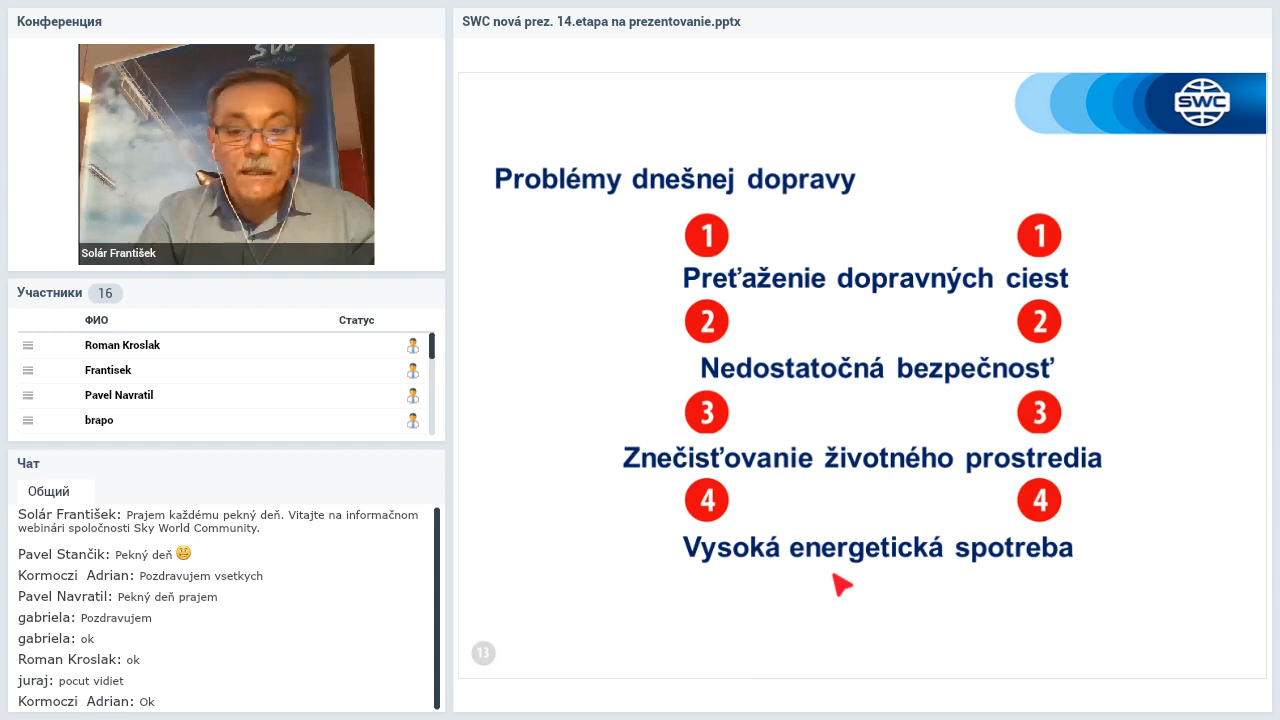 Конференция
Solár František
Участники 16
ФИО Статус
Roman Kroslak
Frantisek
Pavel Navratil
brapo
Чат
Общий
Solár František: Prajem každému pekný deň. Vitajte na informačnom
webinári spoločnosti Sky World Community.
Pavel Stančik: Pekný deň
Kormoczi Adrian: Pozdravujem vsetkych
Pavel Navratil: Pekný deň prajem
gabriela: Pozdravujem
gabriela: ok
Roman Kroslak: ok
juraj: pocut vidiet
Kormoczi Adrian: Ok
SWC nová prez. 14.etapa na prezentovanie.pptx
SWC
Problémy dnešnej dopravy
1 1
Preťaženie dopravných ciest
2 2
Nedostatočná bezpečnosť
3 3
Znečisťovanie životného prostredia
4 4
Vysoká energetická spotreba
13